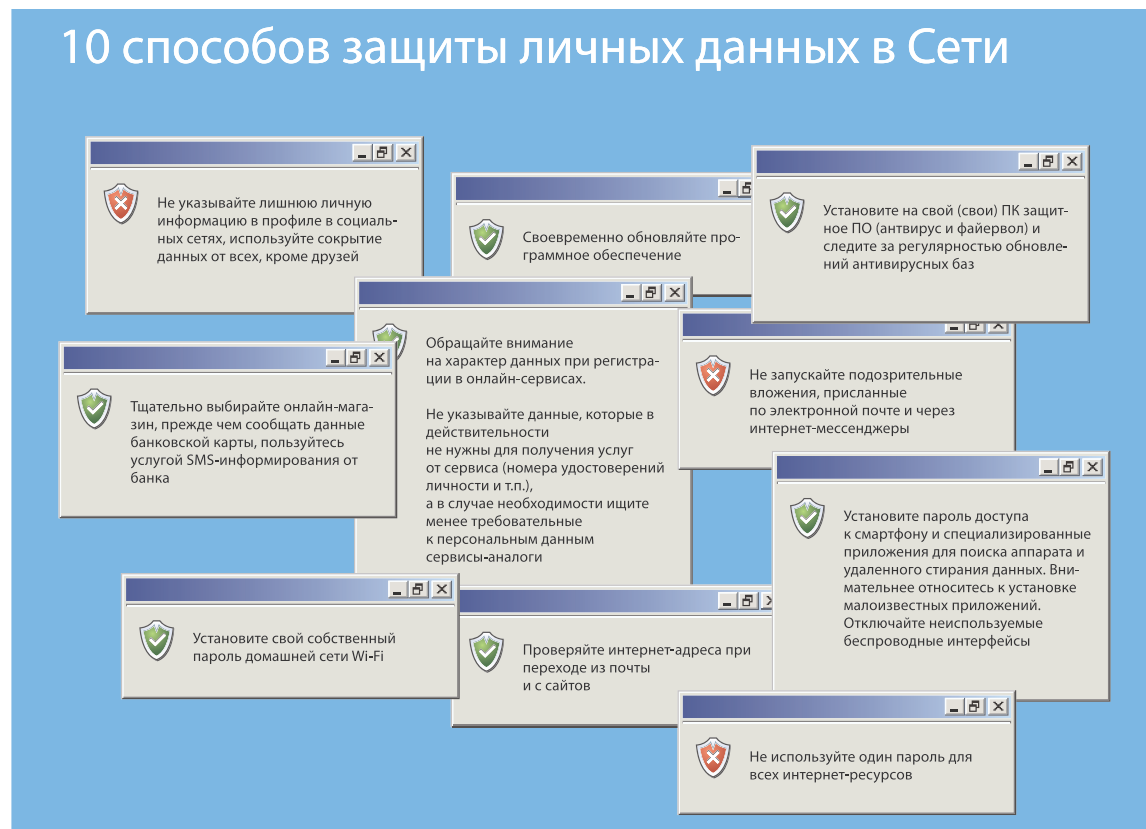 10 способов защиты личных данных в Сети
Не указывайте лишнюю личную
информацию в профиле в социаль-
ных сетях, используйте сокрытие
данных от всех, кроме друзей
Своевременно обновляйте про-
граммное обеспечение
Установите на свой (свои) ПК защит-
ное ПО (антвирус и файервол) и
следите за регулярностью обновле-
ний антивирусных баз
Обращайте внимание
на характер данных при регистра-
ции в онлайн-сервисах.
Не указывайте данные, которые в
действительности
не нужны для получения услуг
от сервиса (номера удостоверений
личности и т.п.),
а в случае необходимости ищите
менее требовательные
к персональным данным
сервисы-аналоги
Не запускайте подозрительные
вложения, присланные
по электронной почте и через
интернет-мессенджеры
Тщательно выбирайте онлайн-мага-
зин, прежде чем сообщать данные
банковской карты, пользуйтесь
услугой SMS-информирования от
банка
Установите пароль доступа
к смартфону и специализированные
приложения для поиска аппарата и
удаленного стирания данных. Вни-
мательнее относитесь к установке
малоизвестных приложений.
Отключайте неиспользуемые
беспроводные интерфейсы
Установите свой собственный
пароль домашней сети Wi-Fi
Проверяйте интернет-адреса при
переходе из почты
и с сайтов
Не используйте один пароль для
всех интернет-ресурсов